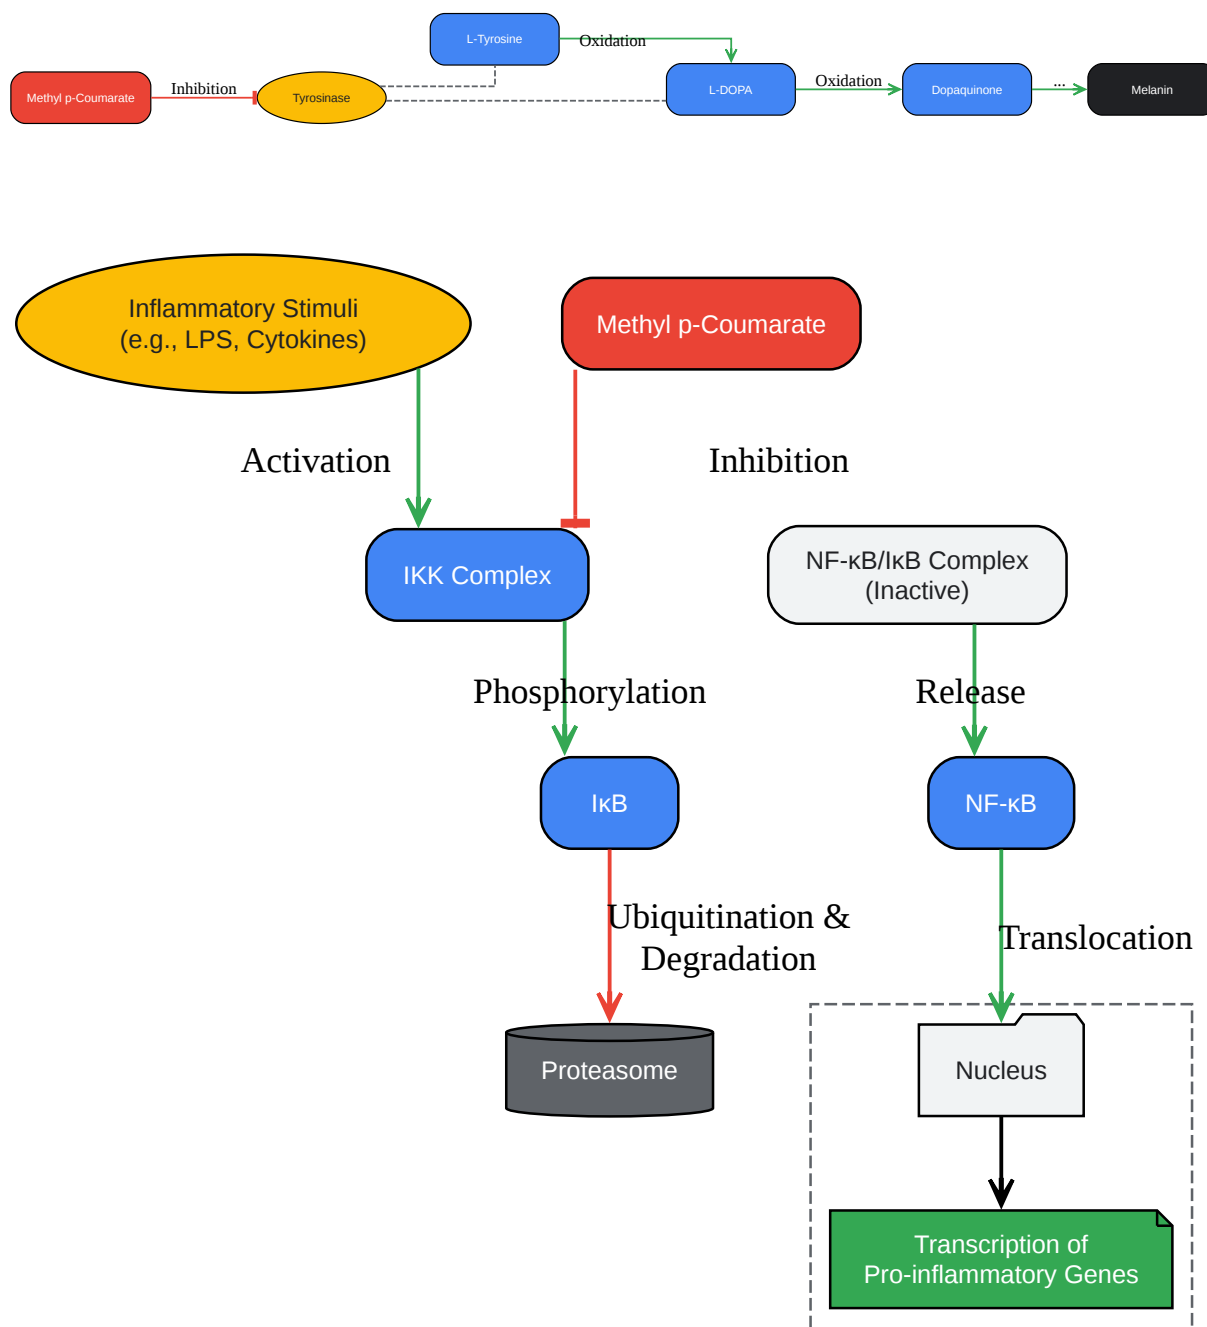 L-Tyrosine
Oxidation
Methyl p-Coumarate
Inhibition
Tyrosinase
L-DOPA
Oxidation
Dopaquinone
...
Melanin
Inflammatory Stimuli
(e.g., LPS, Cytokines)
Methyl p-Coumarate
Activation
Inhibition
IKK Complex
NF-κB/IκB Complex
(Inactive)
Phosphorylation
Release
IκB
NF-κB
Ubiquitination &
Degradation
Translocation
Proteasome
Nucleus
Transcription of
Pro-inflammatory Genes